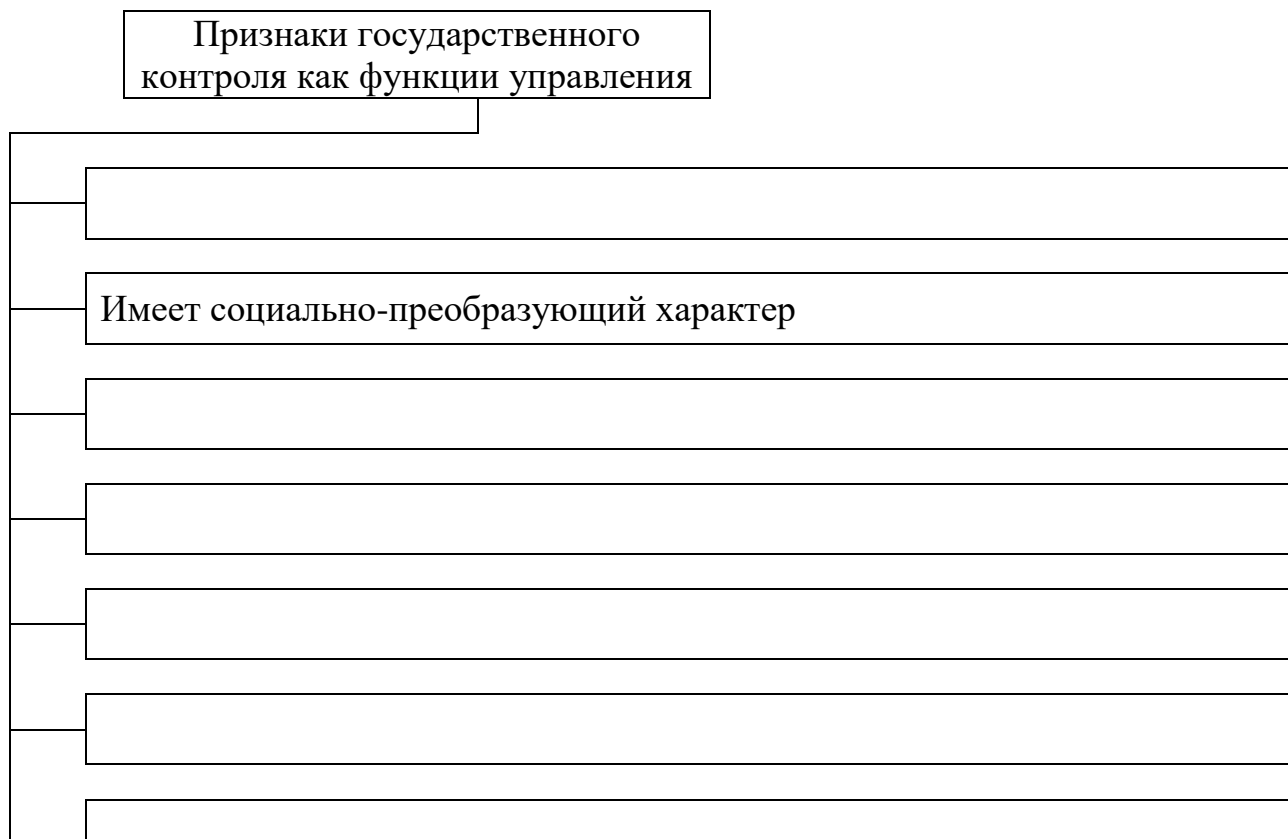 Признаки государственного
контроля как функции управления
Имеет социально-преобразующий характер